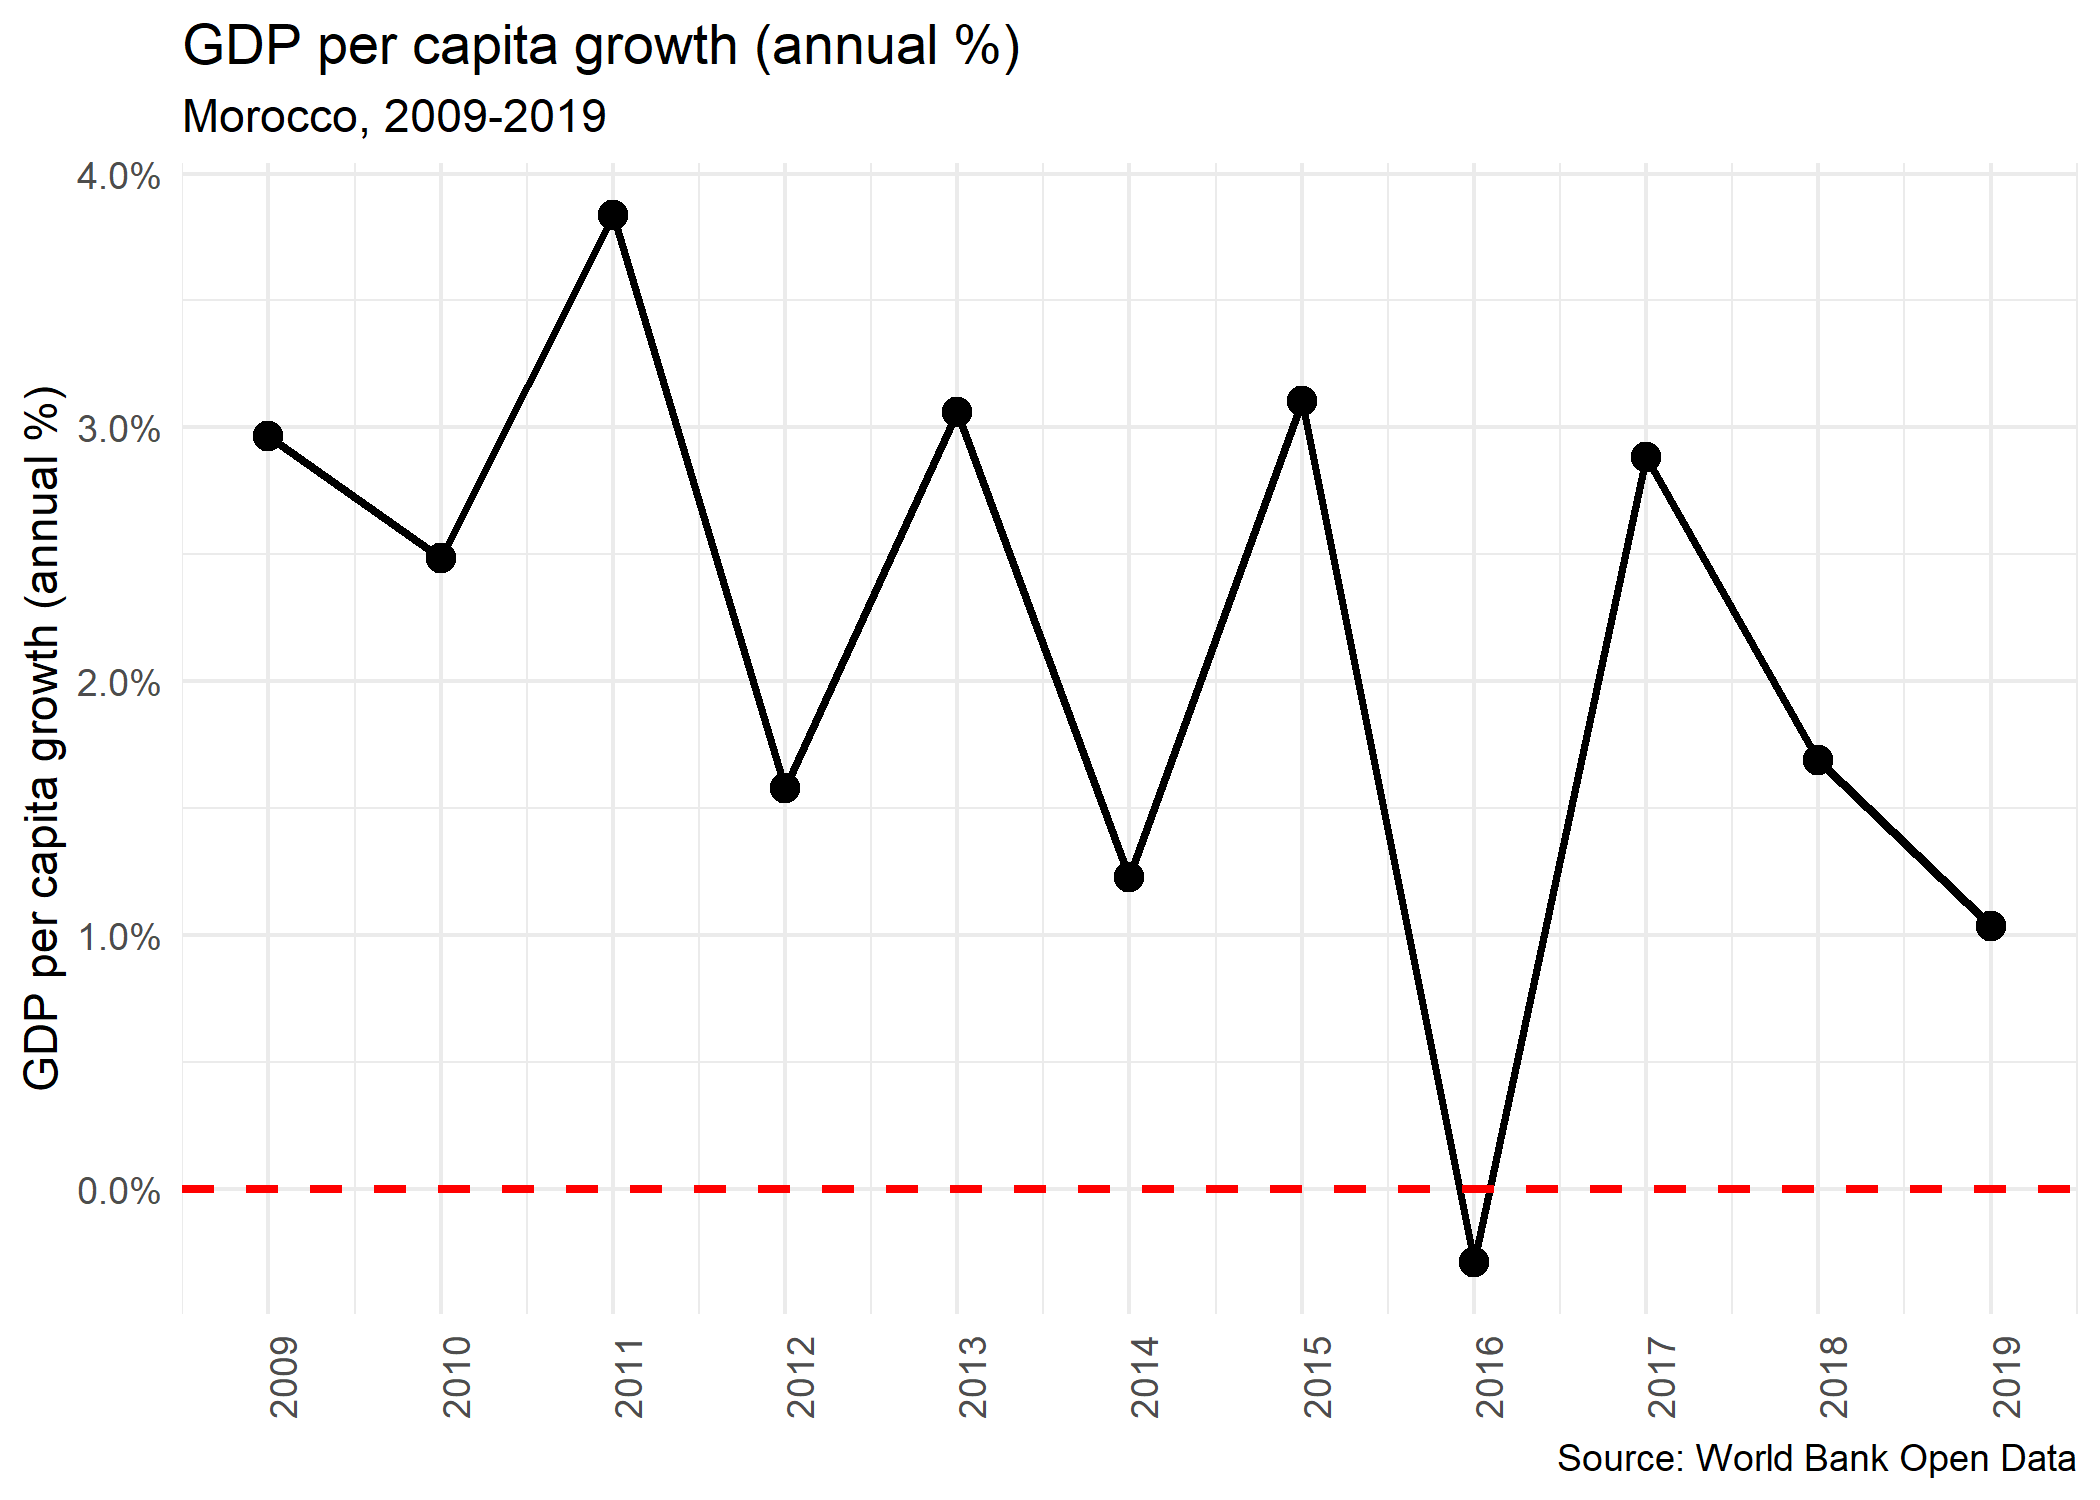 GDP per capita growth (annual %)
Morocco, 2009-2019
GDP per capita growth (annual %)
4.0%
3.0%
2.0%
1.0%
0.0%
2009 2010 2011 2012 2013 2014 2015 2016 2017 2018 2019
Source: World Bank Open Data